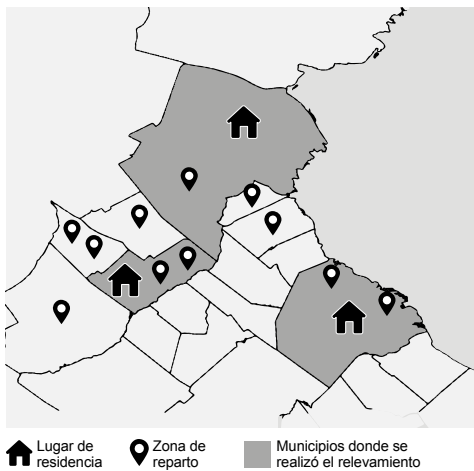 Lugar de
residencia
Zona de
reparto
Municipios donde se
realizó el relevamiento